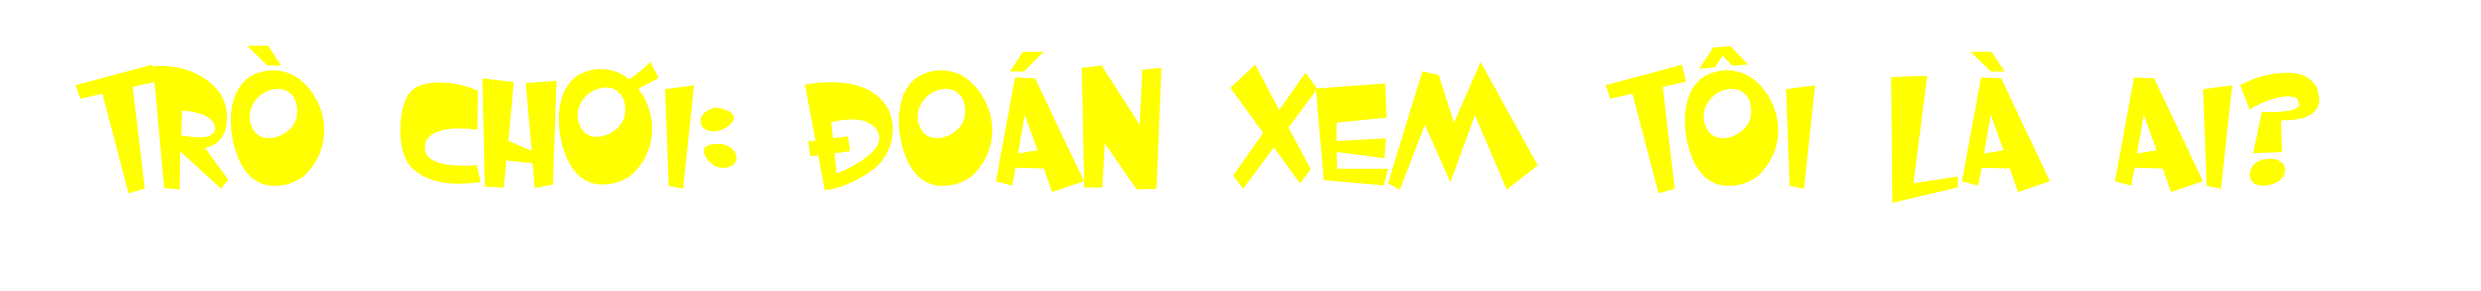 TRÒ CHƠI: ĐOÁN XEM TÔI LÀ AI?